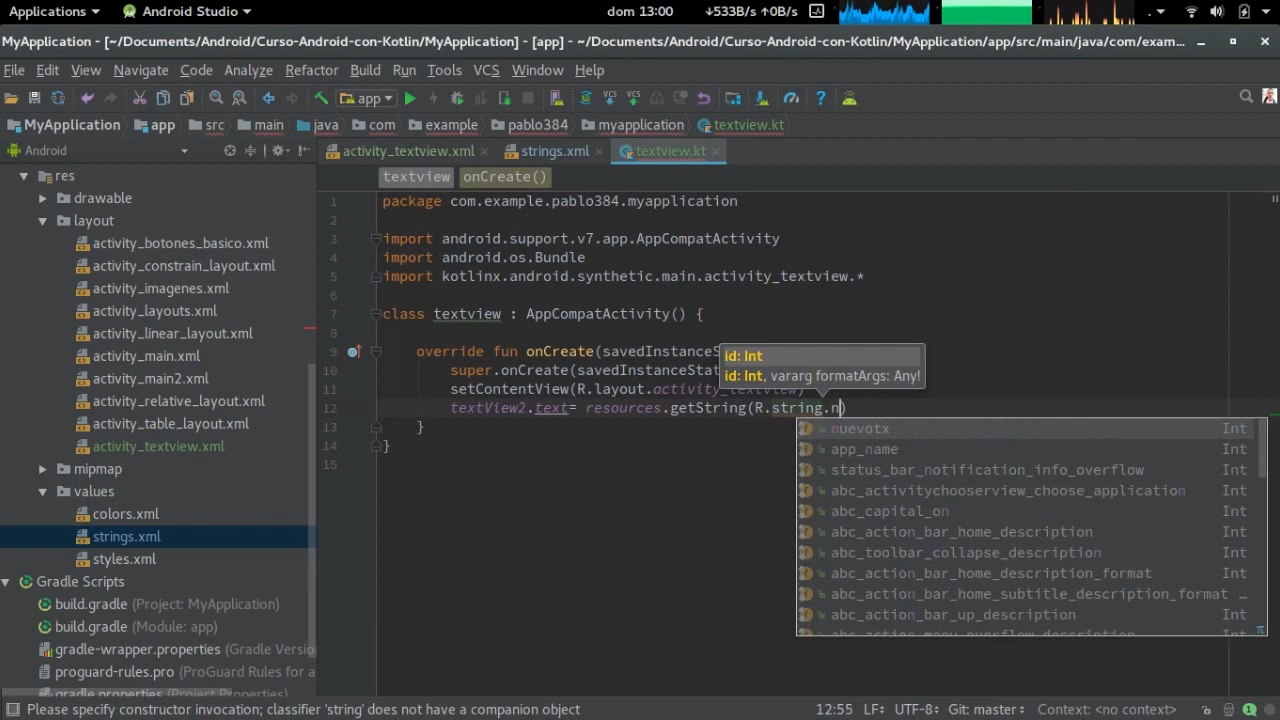 Applications ▾ Android Studio ▾ dom 13:00 ↓533B/s ↑0B/s
MyApplication - [~/Documents/Android/Curso-Android-con-Kotlin/MyApplication] - [app] - [~/Documents/Android/Curso-Android-con-Kotlin/MyApplication/app/src/main/java/com/exam…
File Edit View Navigate Code Analyze Refactor Build Run Tools VCS Window Help
app VCS VCS ?
MyApplication app src main java com example pablo384 myapplication textview.kt
Android activity_textview.xml strings.xml textview.kt
textview onCreate()
res
drawable
layout
activity_botones_basico.xml
activity_constrain_layout.xml
activity_imagenes.xml
activity_layouts.xml
activity_linear_layout.xml
activity_main.xml
activity_main2.xml
activity_relative_layout.xml
activity_table_layout.xml
activity_textview.xml
mipmap
values
colors.xml
strings.xml
styles.xml
Gradle Scripts
build.gradle (Project: MyApplication)
build.gradle (Module: app)
gradle-wrapper.properties (Gradle Versio
proguard-rules.pro (ProGuard Rules for a
gradle.properties (Project Properties)
1 package com.example.pablo384.myapplication
2
3 import android.support.v7.app.AppCompatActivity
4 import android.os.Bundle
5 import kotlinx.android.synthetic.main.activity_textview.*
6
7 class textview : AppCompatActivity() {
8
9 override fun onCreate(savedInstanceS
10 super.onCreate(savedInstanceStat
11 setContentView(R.layout.activity_textview)
12 textView2.text= resources.getString(R.string.n)
13 }
14 }
15
id: Int
id: Int, vararg formatArgs: Any!
nuevotx Int
app_name Int
status_bar_notification_info_overflow Int
abc_activitychooserview_choose_application Int
abc_capital_on Int
abc_action_bar_home_description Int
abc_toolbar_collapse_description Int
abc_action_bar_home_description_format Int
abc_action_bar_home_subtitle_description_format …
abc_action_bar_up_description Int
abc_action_menu_overflow_description Int
π
Please specify constructor invocation; classifier 'string' does not have a companion object 12:55 LF÷ UTF-8÷ Git: master÷ Context: <no context> 1